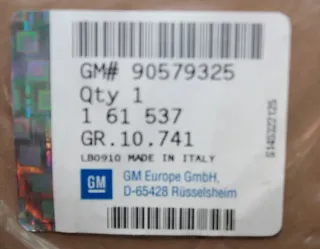 GM# 90579325
Qty 1
1 61 537
GR.10.741
LB0910 MADE IN ITALY
GM
GM Europe GmbH,
D-65428 Rüsselsheim